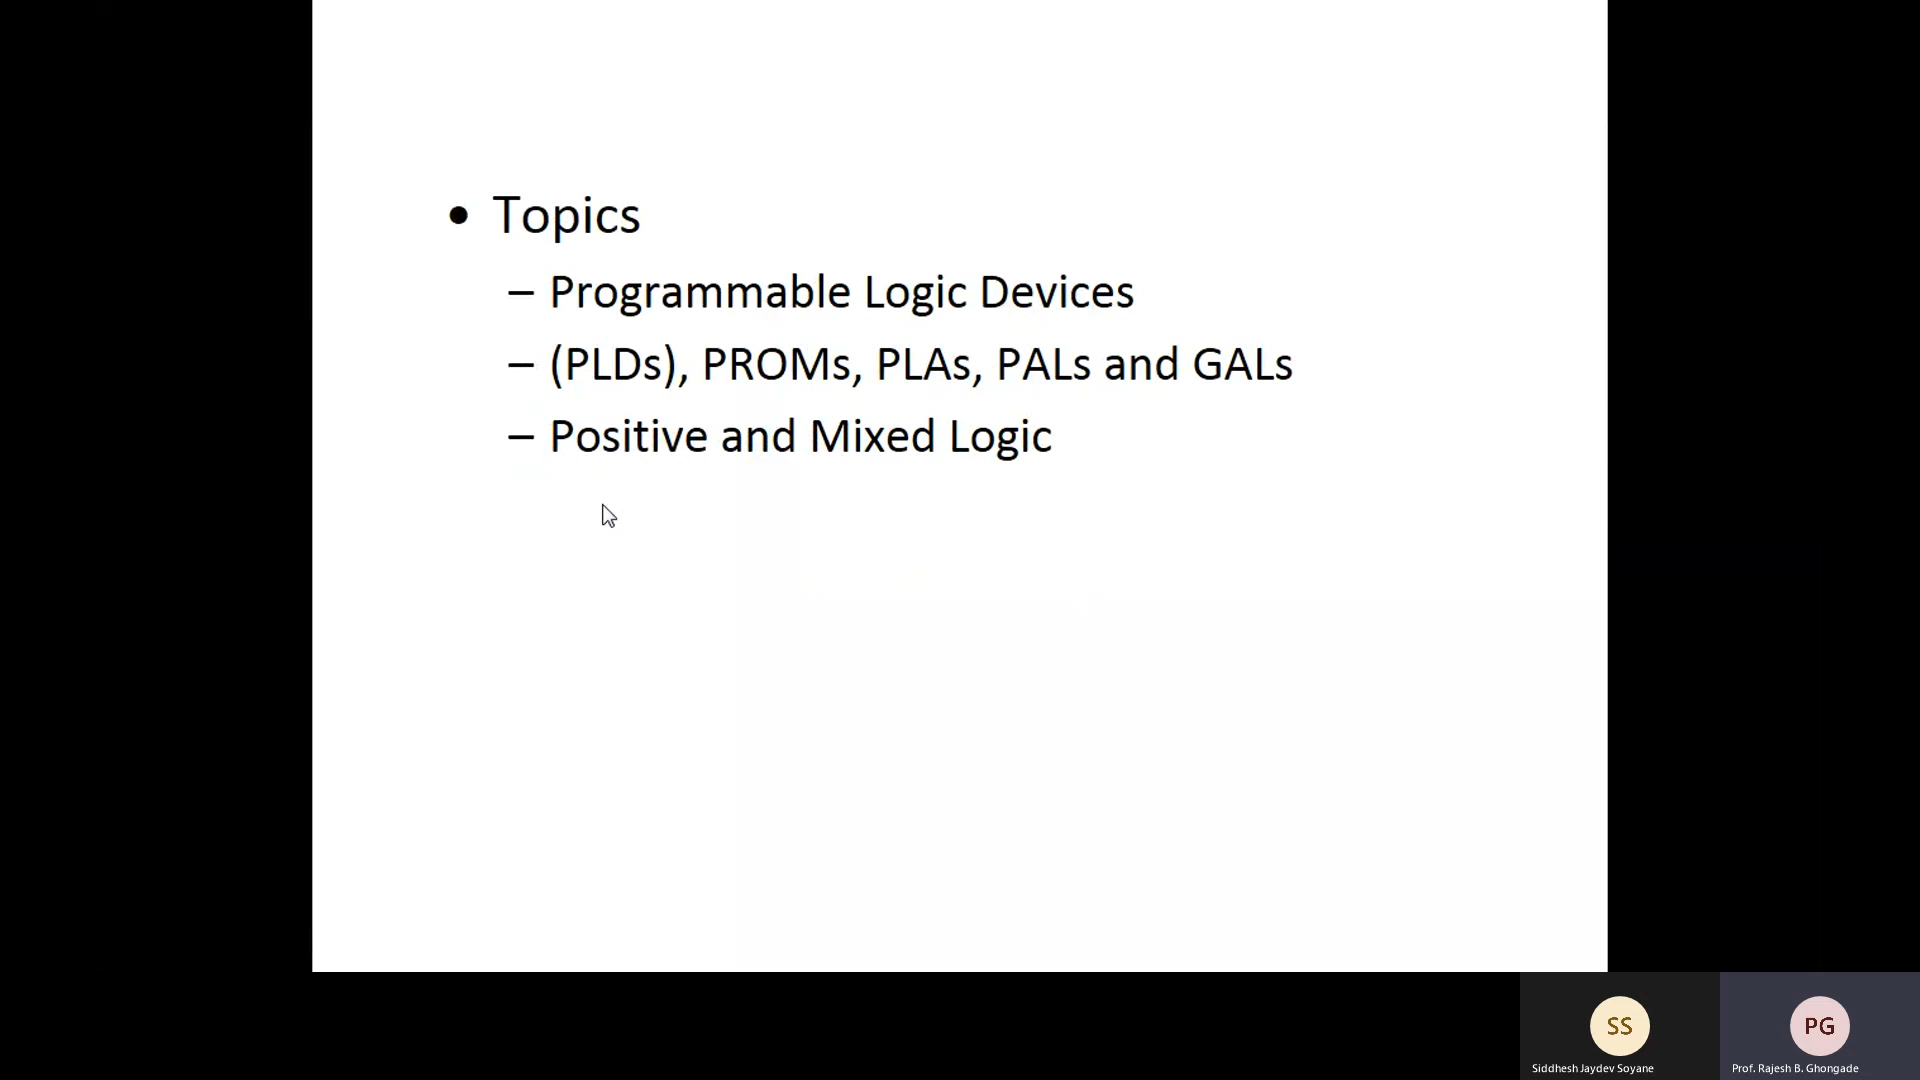 • Topics
– Programmable Logic Devices
– (PLDs), PROMs, PLAs, PALs and GALs
– Positive and Mixed Logic
SS
PG
Siddhesh Jaydev Soyane
Prof. Rajesh B. Ghongade